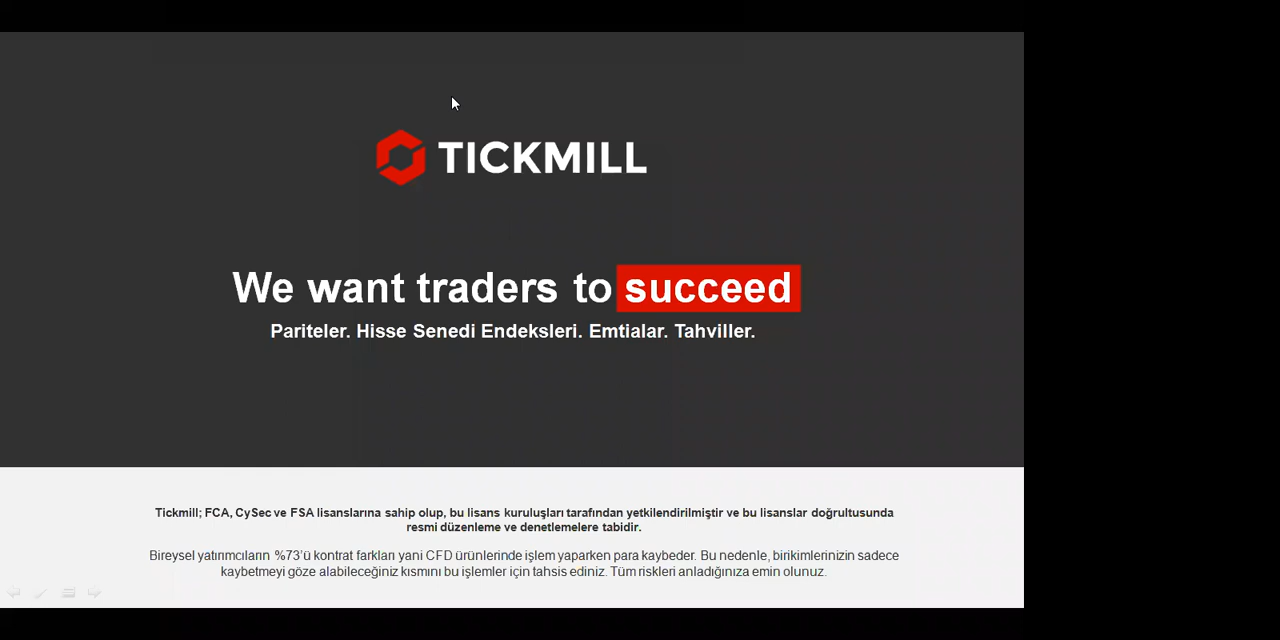 TICKMILL
We want traders to succeed
Pariteler. Hisse Senedi Endeksleri. Emtialar. Tahviller.
Tickmill; FCA, CySec ve FSA lisanslarına sahip olup, bu lisans kuruluşları tarafından yetkilendirilmiştir ve bu lisanslar doğrultusunda
resmi düzenleme ve denetlemelere tabidir.
Bireysel yatırımcıların %73'ü kontrat farkları yani CFD ürünlerinde işlem yaparken para kaybeder. Bu nedenle, birikimlerinizin sadece
kaybetmeyi göze alabileceğiniz kısmını bu işlemler için tahsis ediniz. Tüm riskleri anladığınıza emin olunuz.